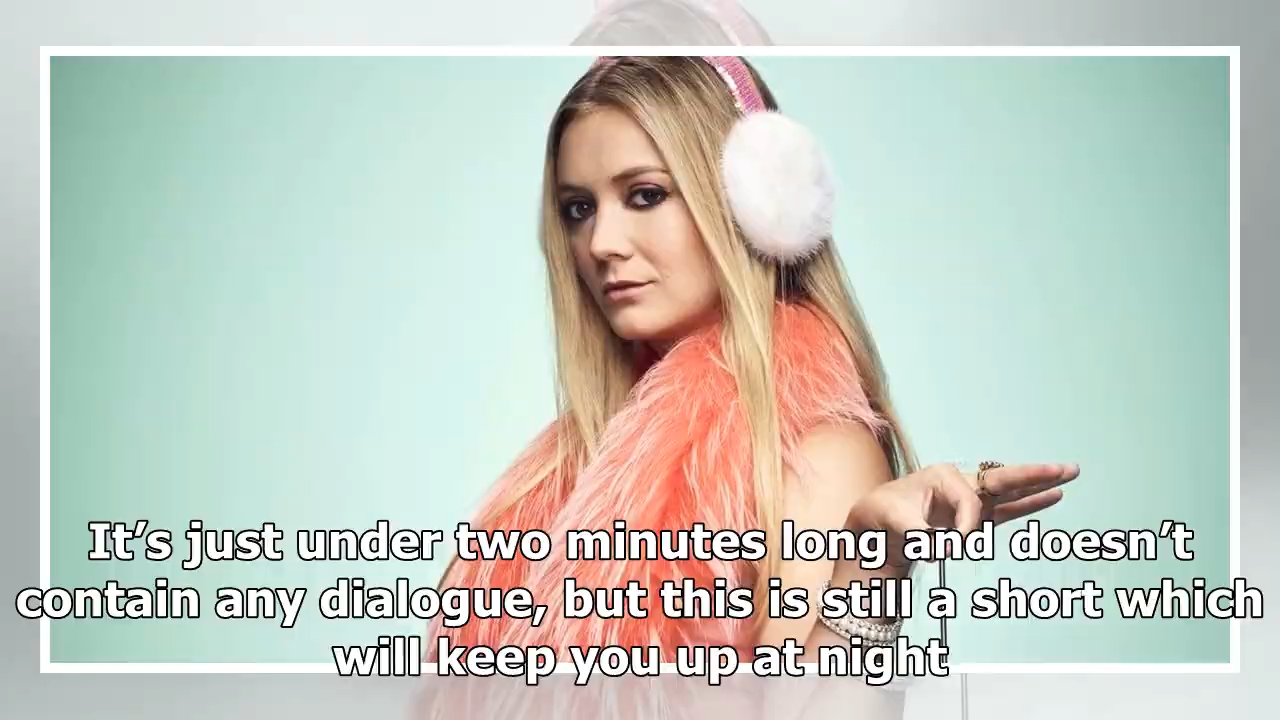 It’s just under two minutes long and doesn’t
contain any dialogue, but this is still a short which
will keep you up at night